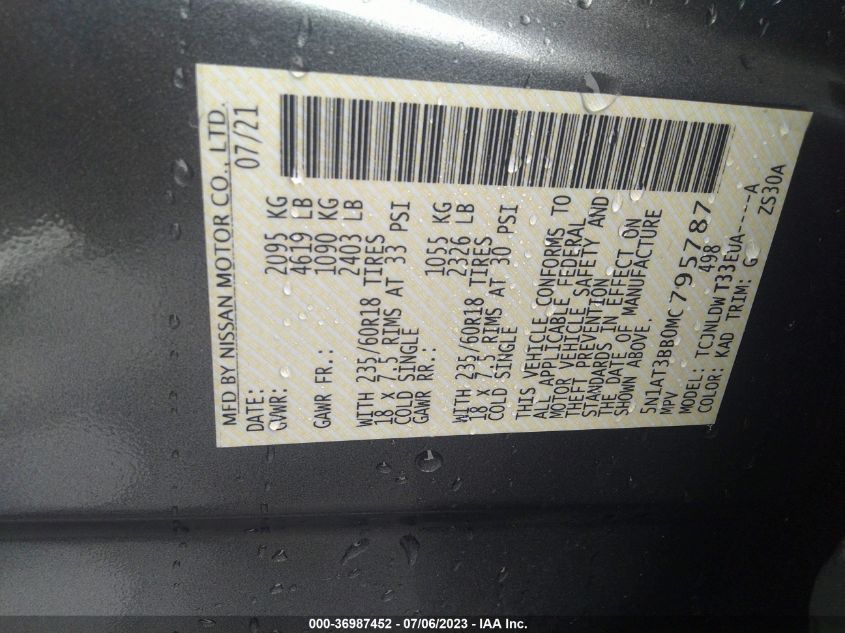 MFD BY NISSAN MOTOR CO., LTD.
DATE: 07/21
GVWR: 2095 KG
4619 LB
GAWR FR.: 1090 KG
2403 LB
WITH 235/60R18 TIRES
18 x 7.5 RIMS AT 33 PSI
COLD SINGLE
GAWR RR.: 1055 KG
2326 LB
WITH 235/60R18 TIRES
18 x 7.5 RIMS AT 30 PSI
COLD SINGLE
THIS VEHICLE CONFORMS TO
ALL APPLICABLE FEDERAL
MOTOR VEHICLE SAFETY AND
THEFT PREVENTION
STANDARDS IN EFFECT ON
THE DATE OF MANUFACTURE
SHOWN ABOVE.
5N1AT3BB0MC795787
MPV 498
MODEL: TCJNLDWT33EUA-----A
COLOR: KAD TRIM: G
ZS30A
000-36987452 - 07/06/2023 - IAA Inc.